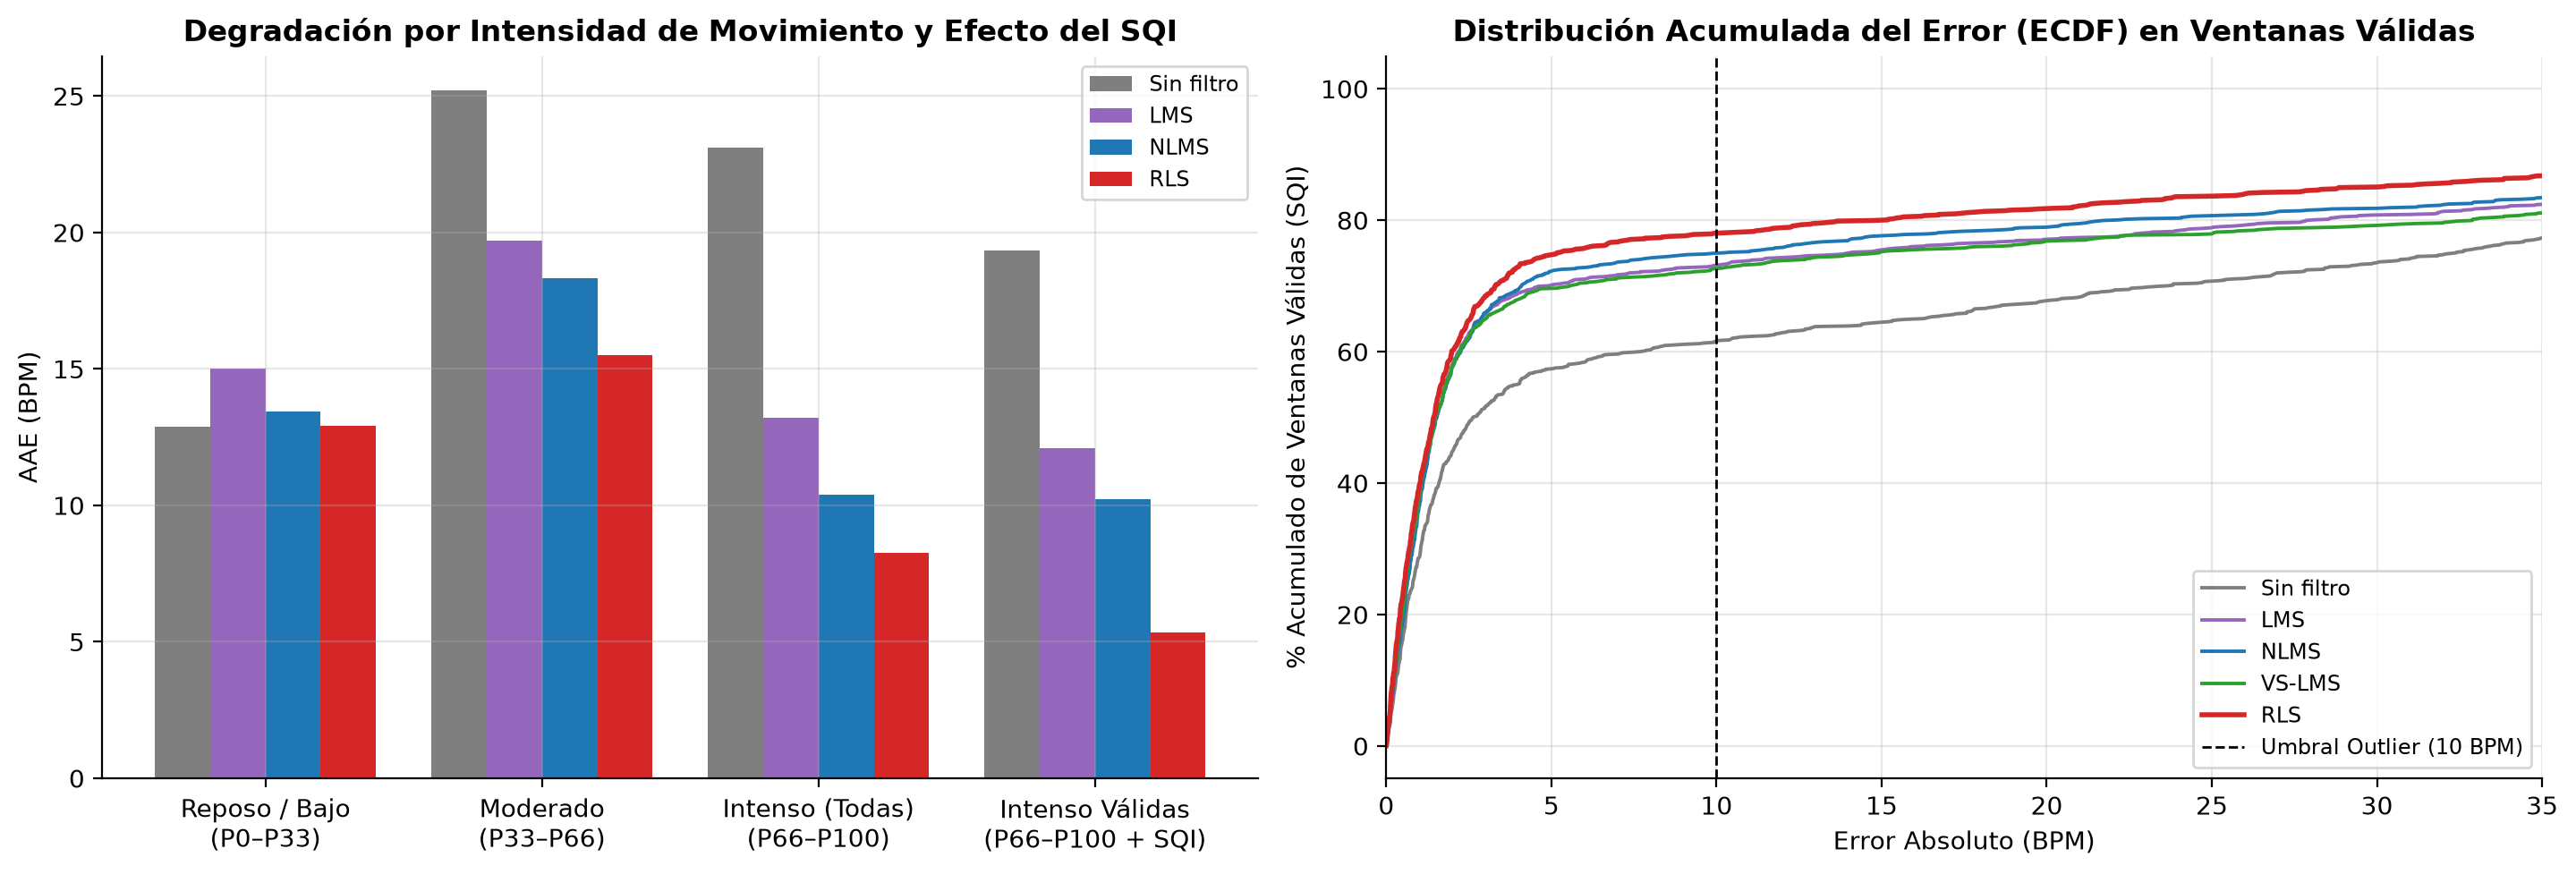 Degradación por Intensidad de Movimiento y Efecto del SQI
AAE (BPM)
25
20
15
10
5
0
Sin filtro
LMS
NLMS
RLS
Reposo / Bajo
(P0–P33)
Moderado
(P33–P66)
Intenso (Todas)
(P66–P100)
Intenso Válidas
(P66–P100 + SQI)
Distribución Acumulada del Error (ECDF) en Ventanas Válidas
% Acumulado de Ventanas Válidas (SQI)
100
80
60
40
20
0
Sin filtro
LMS
NLMS
VS-LMS
RLS
Umbral Outlier (10 BPM)
0
5
10
15
20
25
30
35
Error Absoluto (BPM)